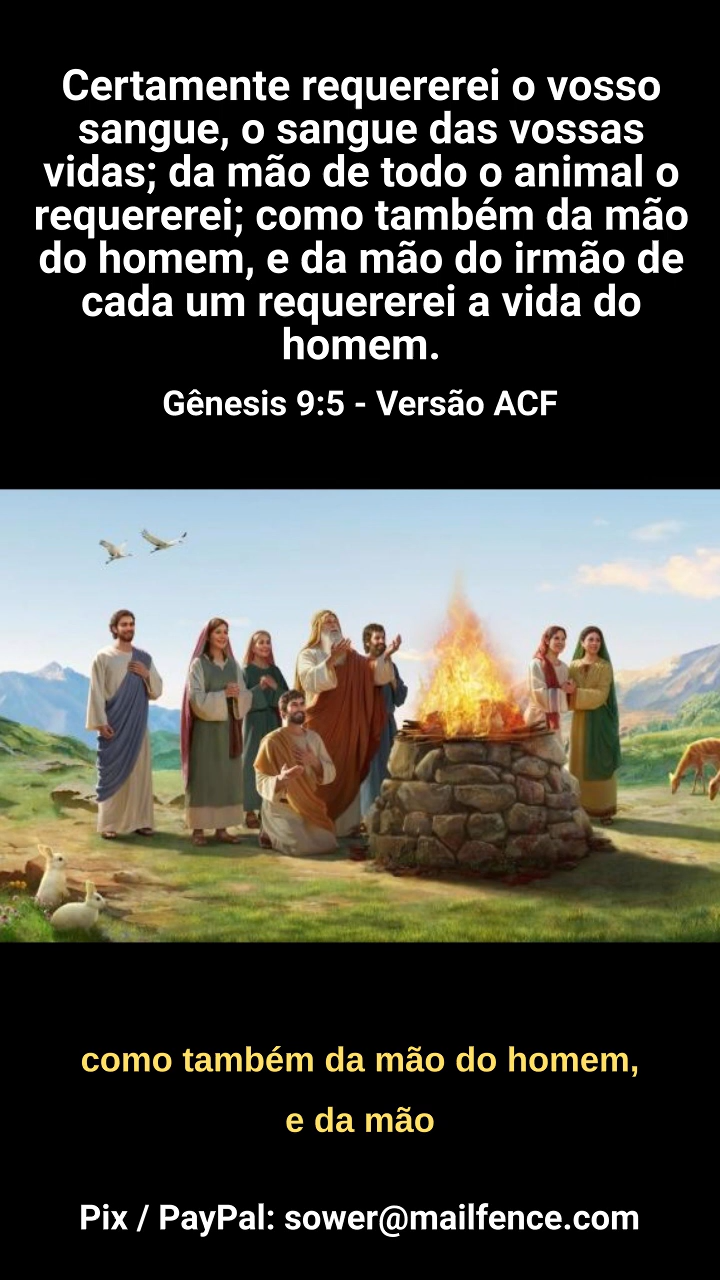 Certamente requererei o vosso
sangue, o sangue das vossas
vidas; da mão de todo o animal o
requererei; como também da mão
do homem, e da mão do irmão de
cada um requererei a vida do
homem.
Gênesis 9:5 - Versão ACF
como também da mão do homem,
e da mão
Pix / PayPal: sower@mailfence.com